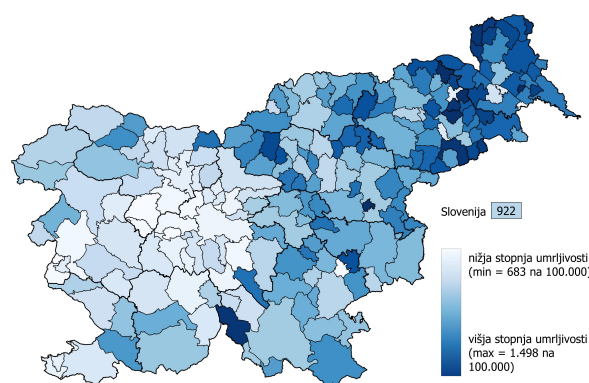 Slovenija 922
nižja stopnja umrljivosti
(min = 683 na 100.000)
višja stopnja umrljivosti
(max = 1.498 na
100.000)